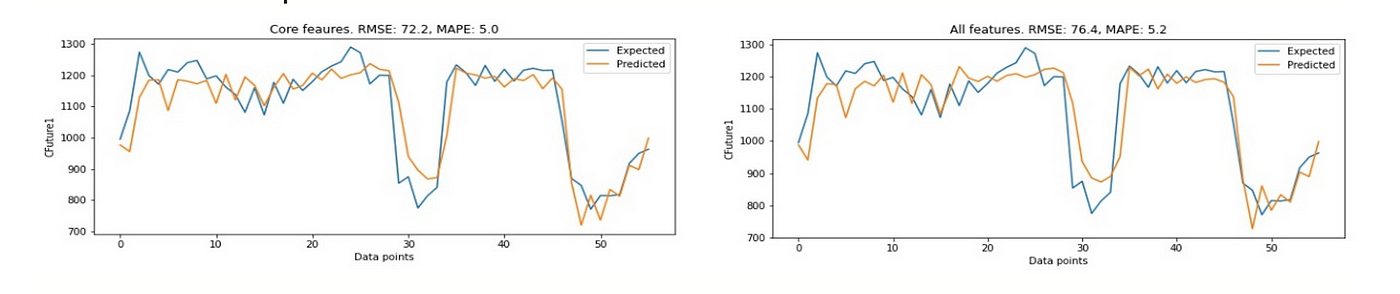 Core feaures. RMSE: 72.2, MAPE: 5.0
1300
1200
1100
1000
900
800
700
CFuture1
0 10 20 30 40 50
Data points
Expected
Predicted
All features. RMSE: 76.4, MAPE: 5.2
1300
1200
1100
1000
900
800
700
CFuture1
0 10 20 30 40 50
Data points
Expected
Predicted